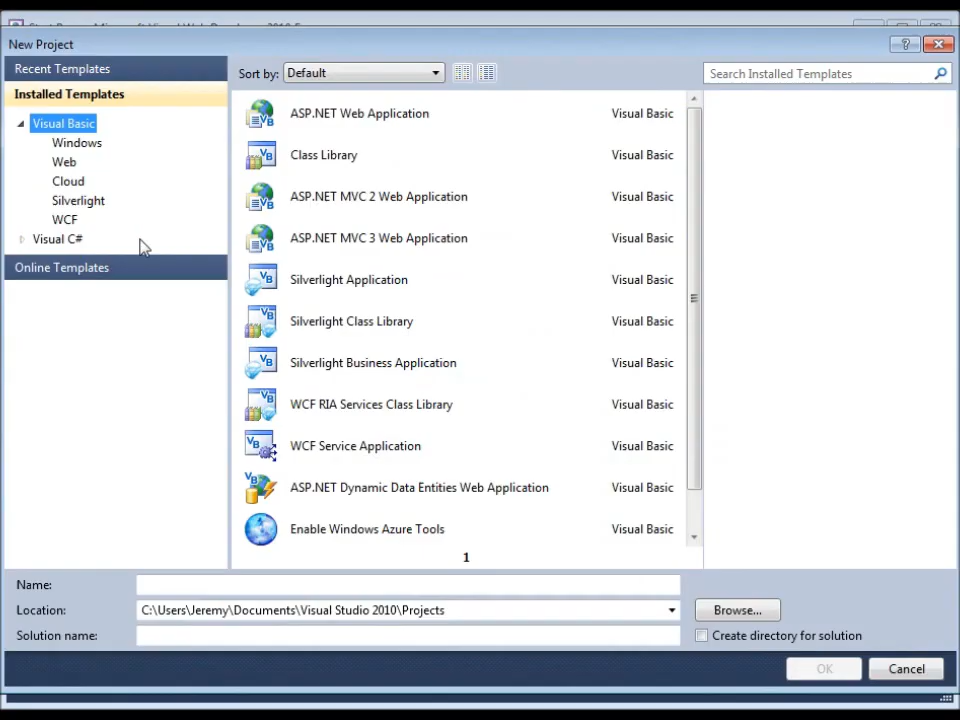 New Project
Recent Templates
Installed Templates
Visual Basic
Windows
Web
Cloud
Silverlight
WCF
Visual C#
Online Templates
Sort by: Default
Search Installed Templates
ASP.NET Web Application Visual Basic
Class Library Visual Basic
ASP.NET MVC 2 Web Application Visual Basic
ASP.NET MVC 3 Web Application Visual Basic
Silverlight Application Visual Basic
Silverlight Class Library Visual Basic
Silverlight Business Application Visual Basic
WCF RIA Services Class Library Visual Basic
WCF Service Application Visual Basic
ASP.NET Dynamic Data Entities Web Application Visual Basic
Enable Windows Azure Tools Visual Basic
1
Name:
Location: C:\Users\Jeremy\Documents\Visual Studio 2010\Projects Browse...
Solution name: Create directory for solution
OK Cancel